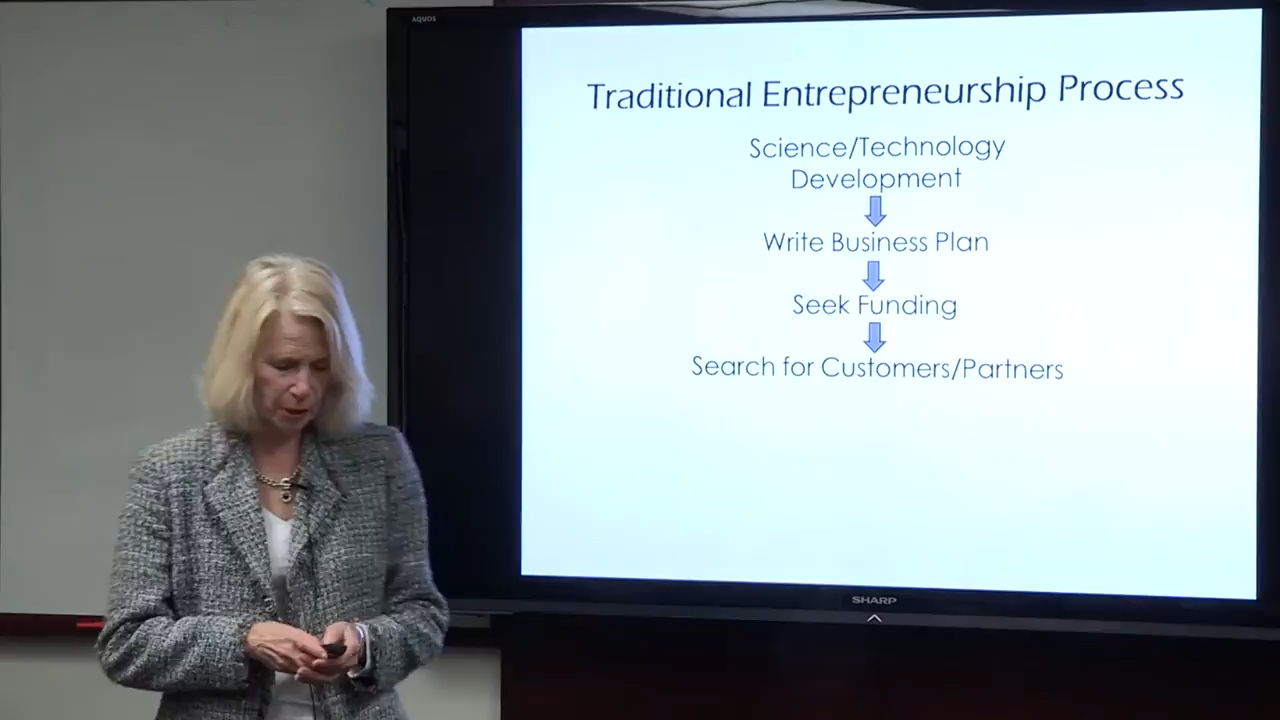 AQUOS
Traditional Entrepreneurship Process
Science/Technology
Development
Write Business Plan
Seek Funding
Search for Customers/Partners
SHARP